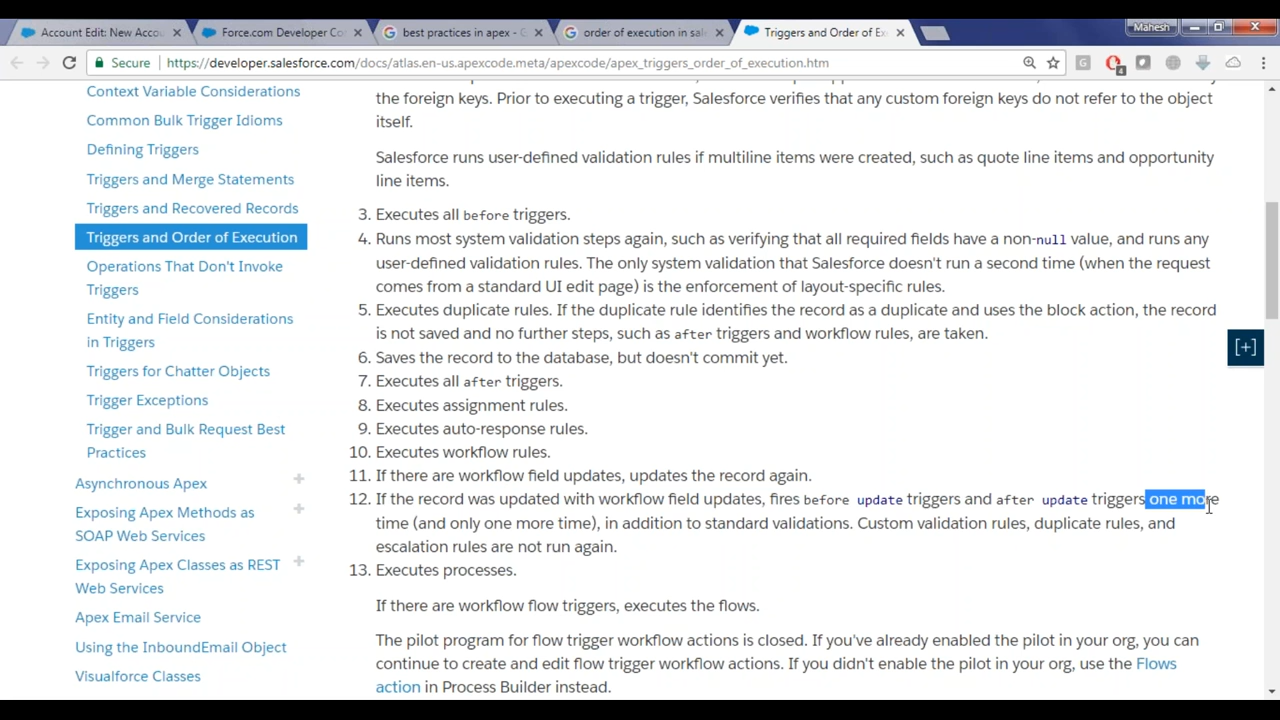 Account Edit: New Accou
Force.com Developer Co
best practices in apex - G
order of execution in sale
Triggers and Order of Ex
Mahesh
Secure
https://developer.salesforce.com/docs/atlas.en-us.apexcode.meta/apexcode/apex_triggers_order_of_execution.htm
4
Context Variable Considerations
Common Bulk Trigger Idioms
Defining Triggers
Triggers and Merge Statements
Triggers and Recovered Records
Triggers and Order of Execution
Operations That Don't Invoke
Triggers
Entity and Field Considerations
in Triggers
Triggers for Chatter Objects
Trigger Exceptions
Trigger and Bulk Request Best
Practices
Asynchronous Apex
Exposing Apex Methods as
SOAP Web Services
Exposing Apex Classes as REST
Web Services
Apex Email Service
Using the InboundEmail Object
Visualforce Classes
the foreign keys. Prior to executing a trigger, Salesforce verifies that any custom foreign keys do not refer to the object
itself.
Salesforce runs user-defined validation rules if multiline items were created, such as quote line items and opportunity
line items.
3. Executes all before triggers.
4. Runs most system validation steps again, such as verifying that all required fields have a non-null value, and runs any
user-defined validation rules. The only system validation that Salesforce doesn't run a second time (when the request
comes from a standard UI edit page) is the enforcement of layout-specific rules.
5. Executes duplicate rules. If the duplicate rule identifies the record as a duplicate and uses the block action, the record
is not saved and no further steps, such as after triggers and workflow rules, are taken.
6. Saves the record to the database, but doesn't commit yet.
7. Executes all after triggers.
8. Executes assignment rules.
9. Executes auto-response rules.
10. Executes workflow rules.
11. If there are workflow field updates, updates the record again.
12. If the record was updated with workflow field updates, fires before update triggers and after update triggers one more
time (and only one more time), in addition to standard validations. Custom validation rules, duplicate rules, and
escalation rules are not run again.
13. Executes processes.
If there are workflow flow triggers, executes the flows.
The pilot program for flow trigger workflow actions is closed. If you've already enabled the pilot in your org, you can
continue to create and edit flow trigger workflow actions. If you didn't enable the pilot in your org, use the Flows
action in Process Builder instead.
[+]